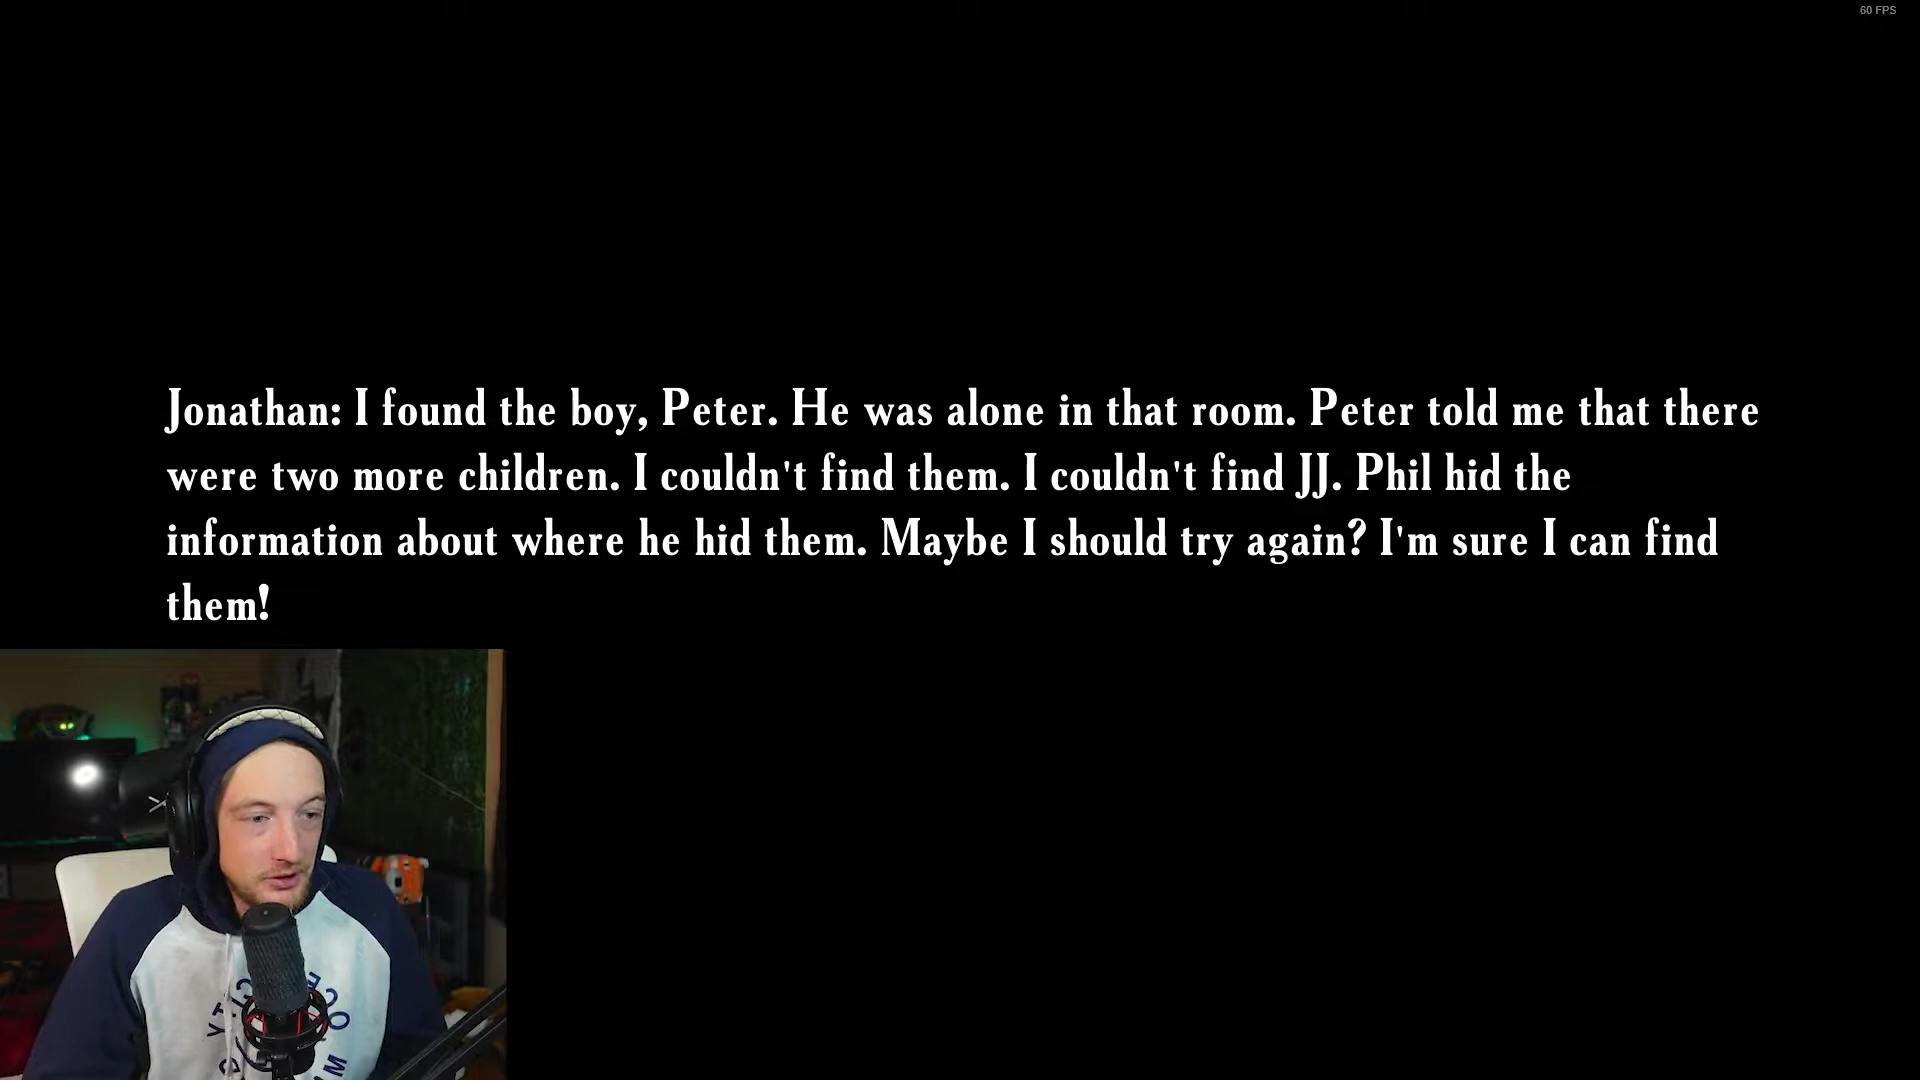 60 FPS
Jonathan: I found the boy, Peter. He was alone in that room. Peter told me that there
were two more children. I couldn't find them. I couldn't find JJ. Phil hid the
information about where he hid them. Maybe I should try again? I'm sure I can find
them!